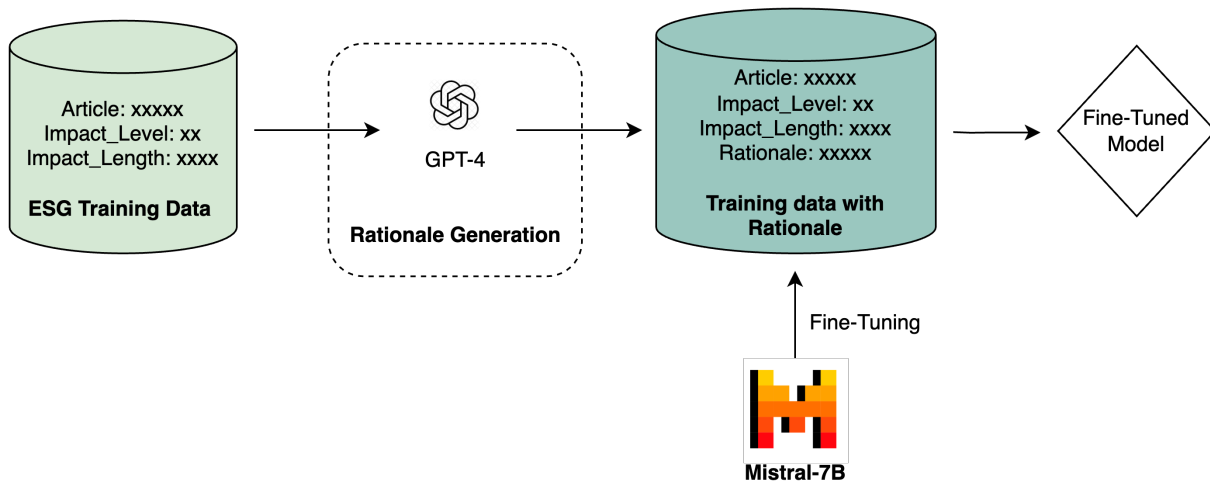 Article: xxxxx
Impact_Level: xx
Impact_Length: xxxx
ESG Training Data
GPT-4
Rationale Generation
Article: xxxxx
Impact_Level: xx
Impact_Length: xxxx
Rationale: xxxxx
Training data with
Rationale
Fine-Tuned
Model
Fine-Tuning
Mistral-7B